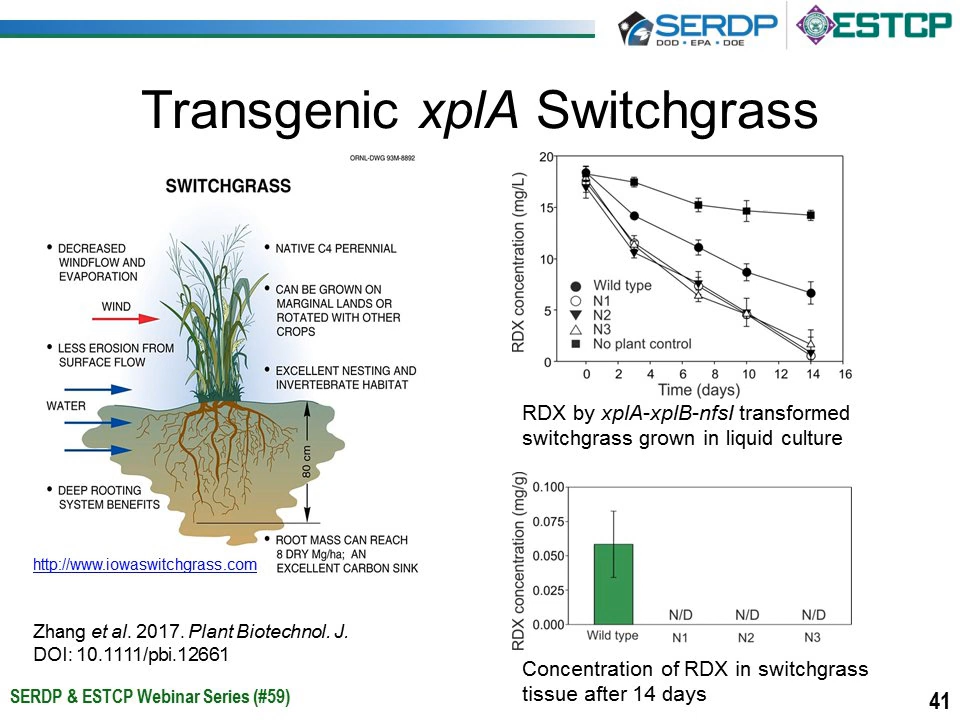 SERDP
DOD • EPA • DOE
ESTCP
Transgenic xplA Switchgrass
ORNL-DWG 93M-8892
SWITCHGRASS
• DECREASED
WINDFLOW AND
EVAPORATION
WIND
• LESS EROSION FROM
SURFACE FLOW
WATER
• DEEP ROOTING
SYSTEM BENEFITS
• NATIVE C4 PERENNIAL
• CAN BE GROWN ON
MARGINAL LANDS OR
ROTATED WITH OTHER
CROPS
• EXCELLENT NESTING AND
INVERTEBRATE HABITAT
80 cm
• ROOT MASS CAN REACH
8 DRY Mg/ha; AN
EXCELLENT CARBON SINK
http://www.iowaswitchgrass.com
Zhang et al. 2017. Plant Biotechnol. J.
DOI: 10.1111/pbi.12661
RDX concentration (mg/L)
20
15
10
5
0
Wild type
N1
N2
N3
No plant control
0 2 4 6 8 10 12 14 16
Time (days)
RDX by xplA-xplB-nfsI transformed
switchgrass grown in liquid culture
RDX concentration (mg/g)
0.100
0.075
0.050
0.025
0.000
N/D N/D N/D
Wild type N1 N2 N3
Concentration of RDX in switchgrass
tissue after 14 days
SERDP & ESTCP Webinar Series (#59)
41